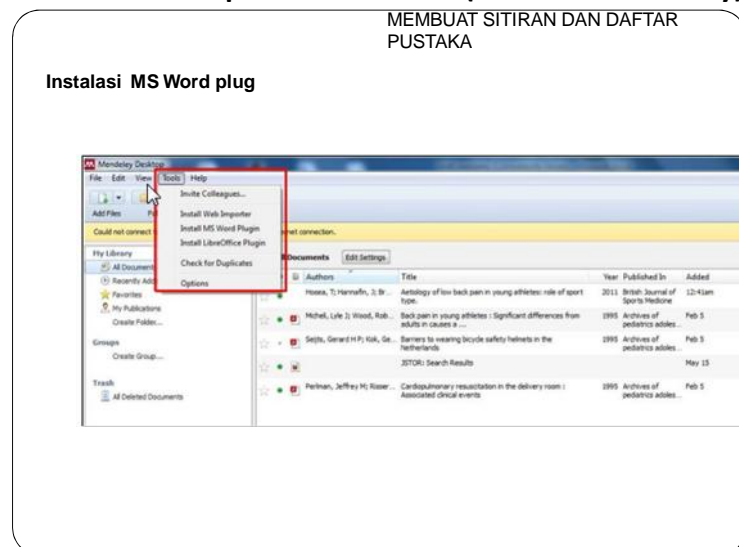 MEMBUAT SITIRAN DAN DAFTAR
PUSTAKA
Instalasi MS Word plug
Mendeley Desktop
File Edit View Tools Help
Invite Colleagues...
Install Web Importer
Install MS Word Plugin
Install LibreOffice Plugin
Check for Duplicates
Options
Add Files
Could not connect
net connection.
My Library
All Document
Recently Add
Favorites
My Publications
Create Folder...
Groups
Create Group...
Trash
All Deleted Documents
Documents Edit Settings
Authors Title Year Published In Added
Hosea, T; Hannafin, J; Br... Aetiology of low back pain in young athletes: role of sport 2011 British Journal of 12:41am
type. Sports Medicine
Micheli, Lyle J; Wood, Rob... Back pain in young athletes : Significant differences from 1995 Archives of Feb 5
adults in causes a .... pediatrics adoles...
Seijts, Gerard H P; Kok, Ge... Barriers to wearing bicycle safety helmets in the 1995 Archives of Feb 5
Netherlands pediatrics adoles...
JSTOR: Search Results May 15
Perlman, Jeffrey M; Risser... Cardiopulmonary resuscitation in the delivery room : 1995 Archives of Feb 5
Associated clinical events pediatrics adoles...